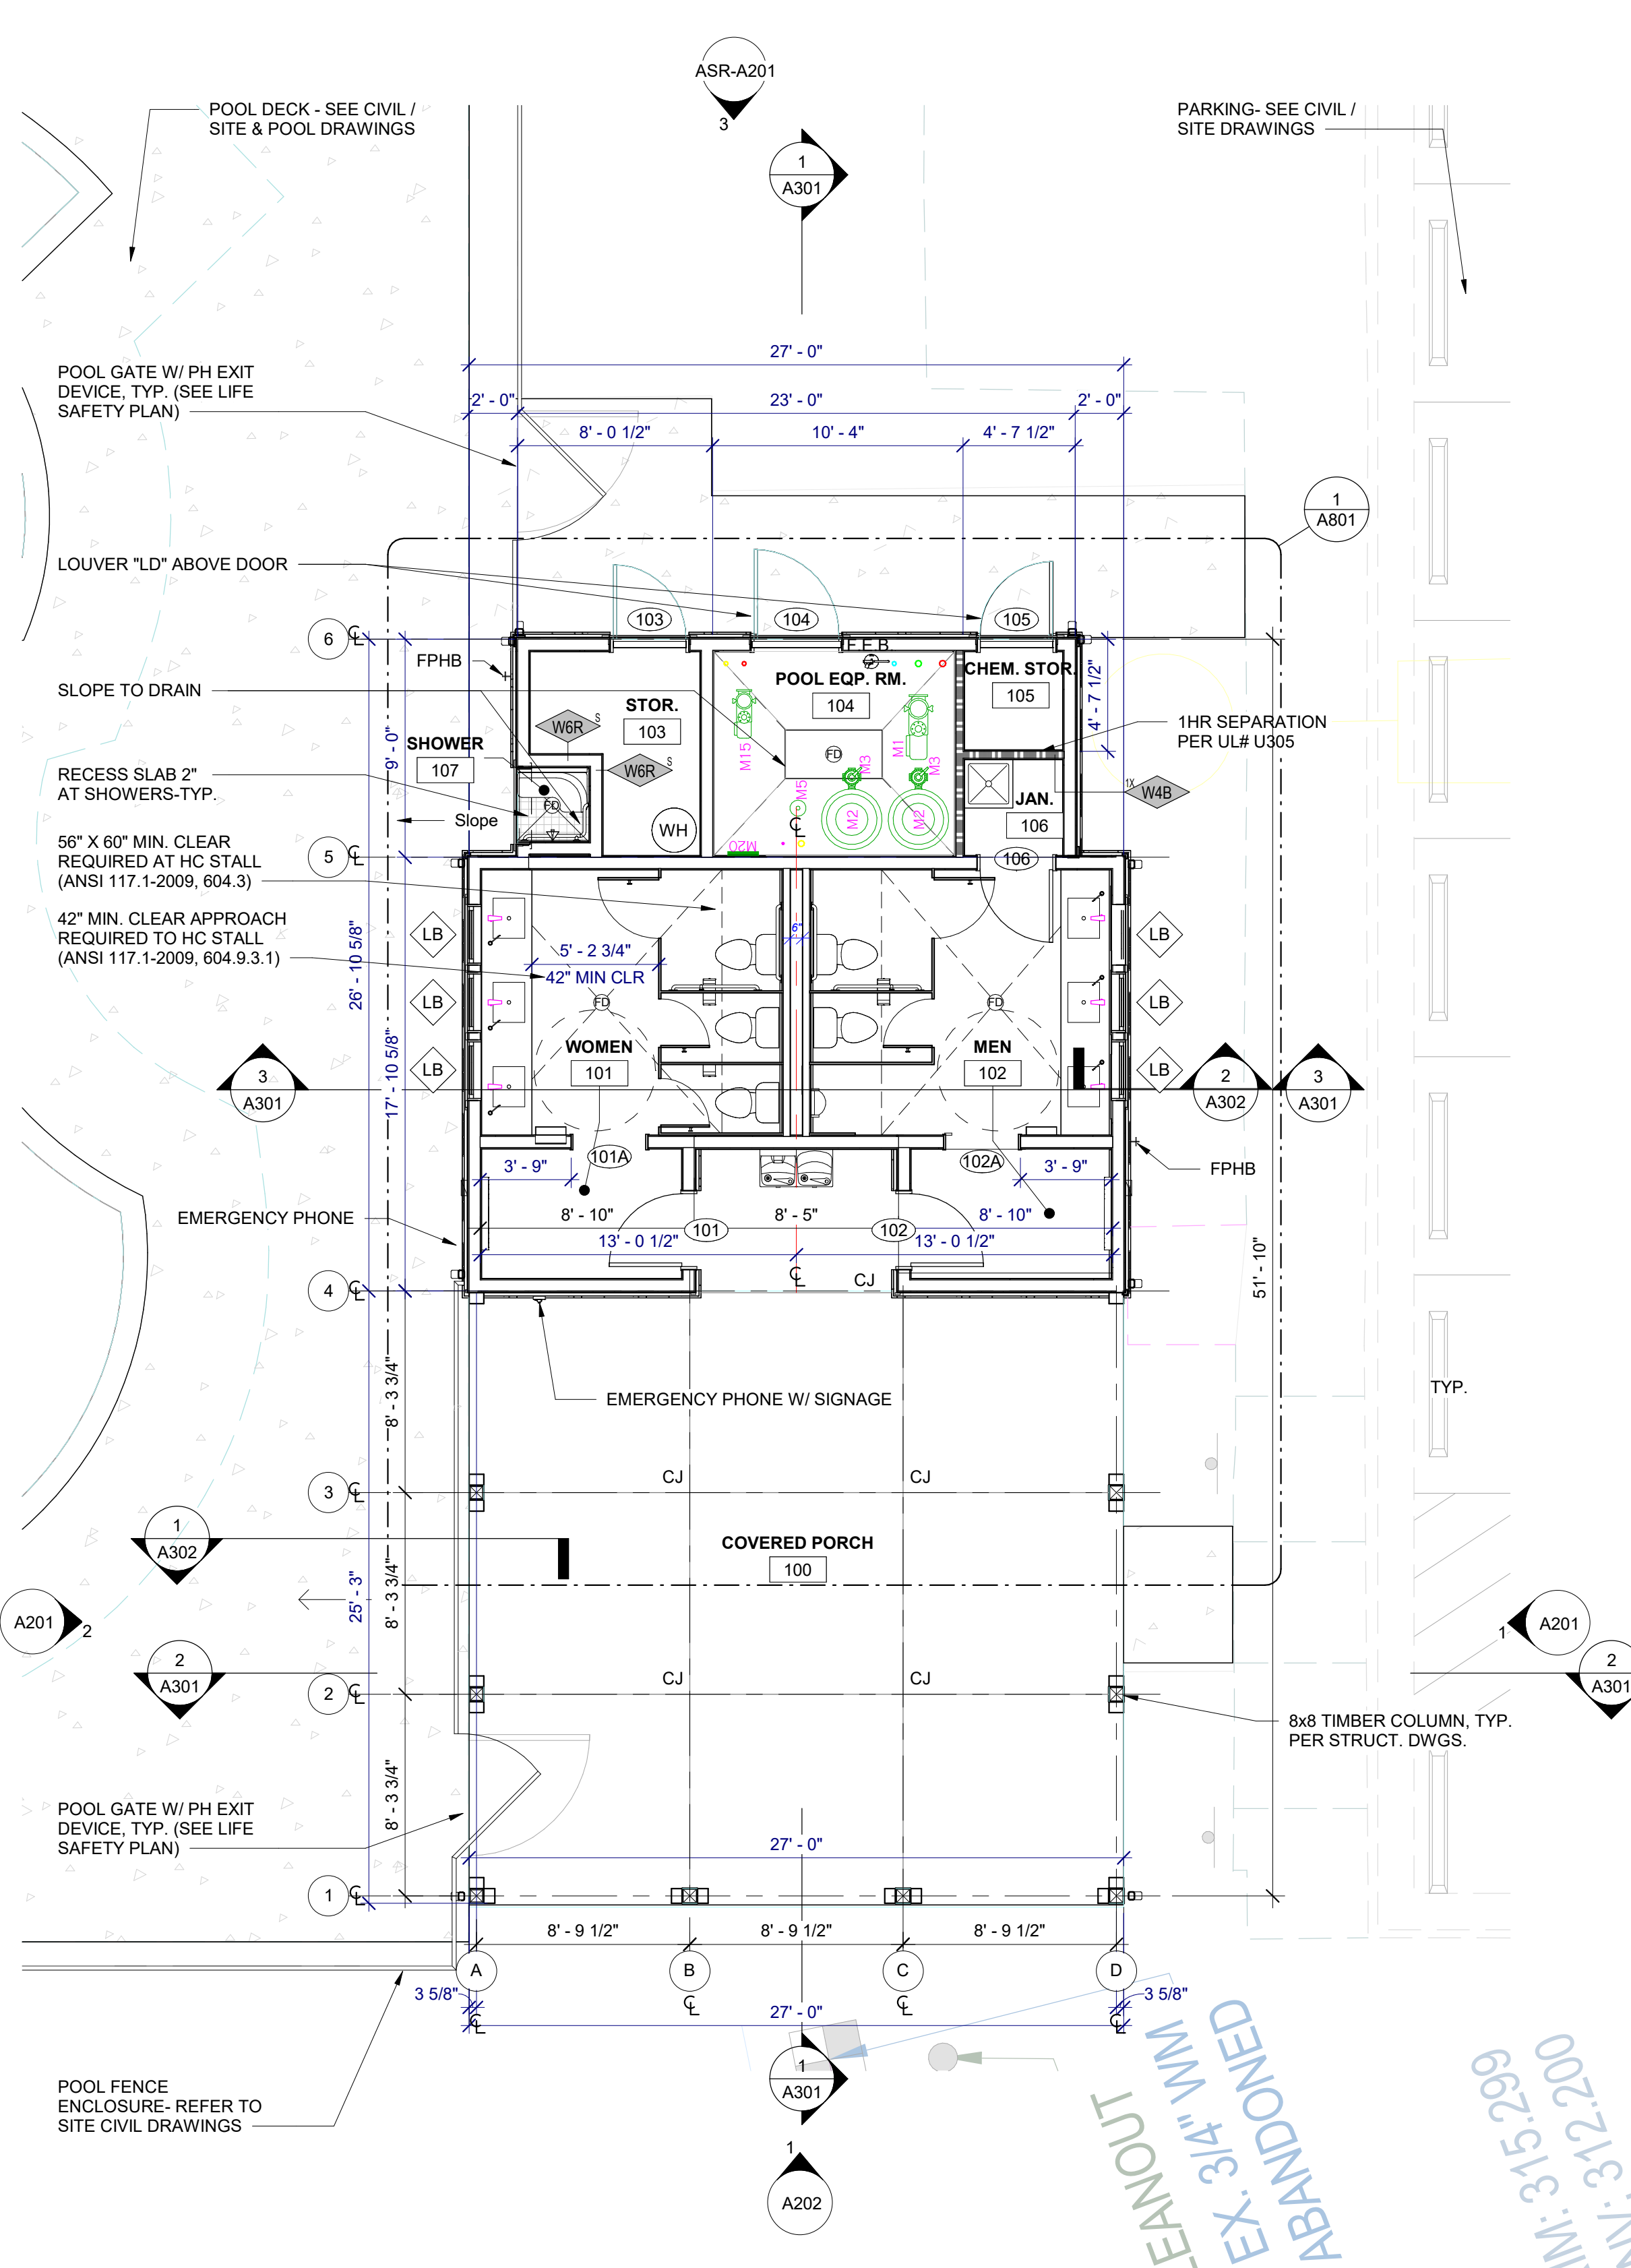 ASR-A201
3
POOL DECK - SEE CIVIL /
SITE & POOL DRAWINGS
PARKING- SEE CIVIL /
SITE DRAWINGS
1
A301
27' - 0"
POOL GATE W/ PH EXIT
DEVICE, TYP. (SEE LIFE
SAFETY PLAN)
2' - 0"
23' - 0"
2' - 0"
8' - 0 1/2"
10' - 4"
4' - 7 1/2"
1
A801
LOUVER "LD" ABOVE DOOR
103
104
105
6
℄
F.E.B.
FPHB
CHEM. STOR.
105
POOL EQP. RM.
104
SLOPE TO DRAIN
STOR.
103
4' - 7 1/2"
W6R
S
1HR SEPARATION
PER UL# U305
SHOWER
107
9' - 0"
FD
M15
M1
W6R
S
RECESS SLAB 2"
AT SHOWERS-TYP.
M3
M3
M5
1X
W4B
JAN.
106
FD
Slope
WH
M2
M2
℄
M20
56" X 60" MIN. CLEAR
REQUIRED AT HC STALL
(ANSI 117.1-2009, 604.3)
5
℄
106
42" MIN. CLEAR APPROACH
REQUIRED TO HC STALL
(ANSI 117.1-2009, 604.9.3.1)
LB
6"
LB
5' - 2 3/4"
42" MIN CLR
26' - 10 5/8"
LB
FD
FD
LB
WOMEN
101
MEN
102
LB
LB
17' - 10 5/8"
3
A301
2
A302
3
A301
101A
102A
3' - 9"
3' - 9"
FPHB
EMERGENCY PHONE
8' - 10"
101
8' - 5"
102
8' - 10"
13' - 0 1/2"
13' - 0 1/2"
51' - 10"
4
℄
℄
CJ
8' - 3 3/4"
EMERGENCY PHONE W/ SIGNAGE
TYP.
3
℄
CJ
CJ
1
A302
COVERED PORCH
100
25' - 3"
8' - 3 3/4"
A201
2
1
A201
2
A301
2
A301
2
℄
CJ
CJ
8x8 TIMBER COLUMN, TYP.
PER STRUCT. DWGS.
8' - 3 3/4"
POOL GATE W/ PH EXIT
DEVICE, TYP. (SEE LIFE
SAFETY PLAN)
27' - 0"
1
℄
8' - 9 1/2"
8' - 9 1/2"
8' - 9 1/2"
A
B
C
D
3 5/8"
3 5/8"
℄
℄
℄
℄
27' - 0"
1
A301
POOL FENCE
ENCLOSURE- REFER TO
SITE CIVIL DRAWINGS
1
A202
LEANOUT
EX. 3/4" WM
ABANDONED
IM: 315.299
NV: 312.200